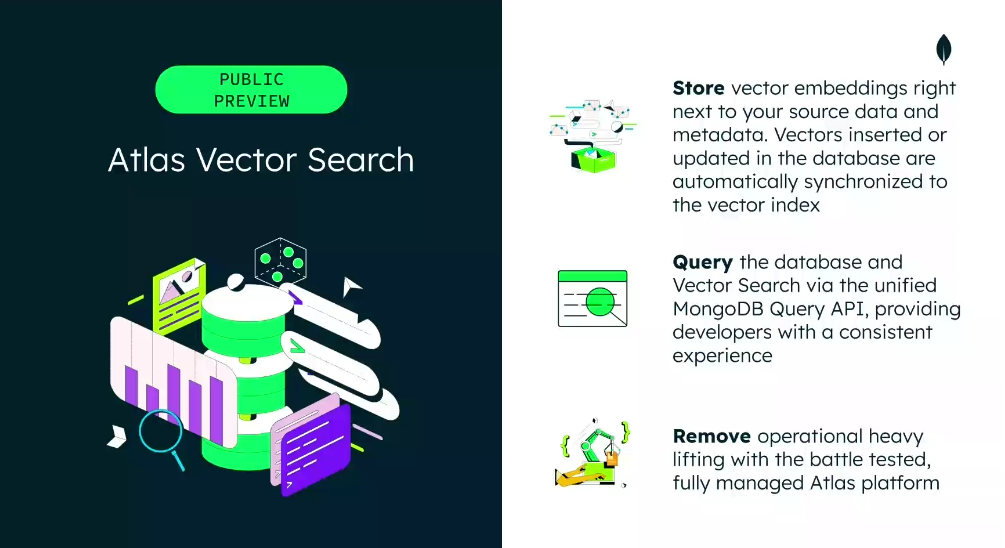 PUBLIC
PREVIEW
Atlas Vector Search
Store vector embeddings right
next to your source data and
metadata. Vectors inserted or
updated in the database are
automatically synchronized to
the vector index
Query the database and
Vector Search via the unified
MongoDB Query API, providing
developers with a consistent
experience
Remove operational heavy
lifting with the battle tested,
fully managed Atlas platform